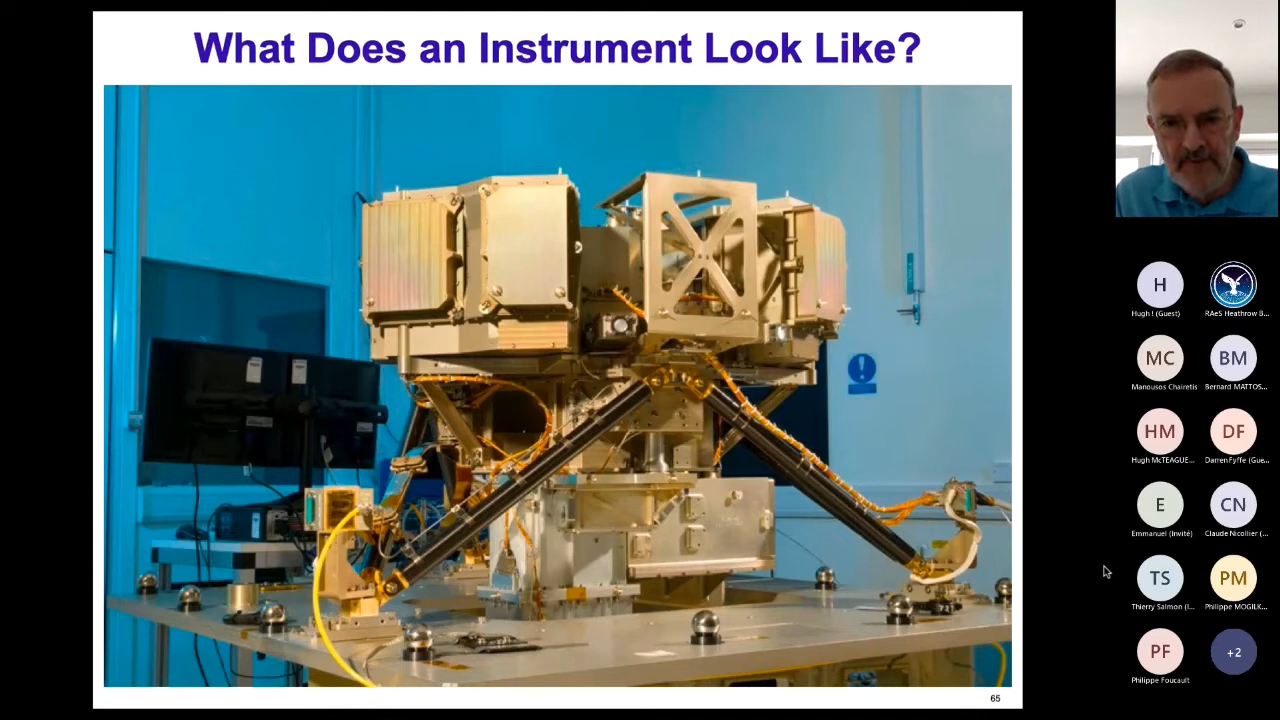 What Does an Instrument Look Like?
65
H
Hugh ! (Guest)
RAeS Heathrow B...
MC
Manousos Chairetis
BM
Bernard MATTOS...
HM
Hugh McTEAGUE...
DF
Darren Fyffe (Gue...
E
Emmanuel (Invité)
CN
Claude Nicollier (...
TS
Thierry Salmon (I...
PM
Philippe MOGILK...
PF
Philippe Foucault
+2